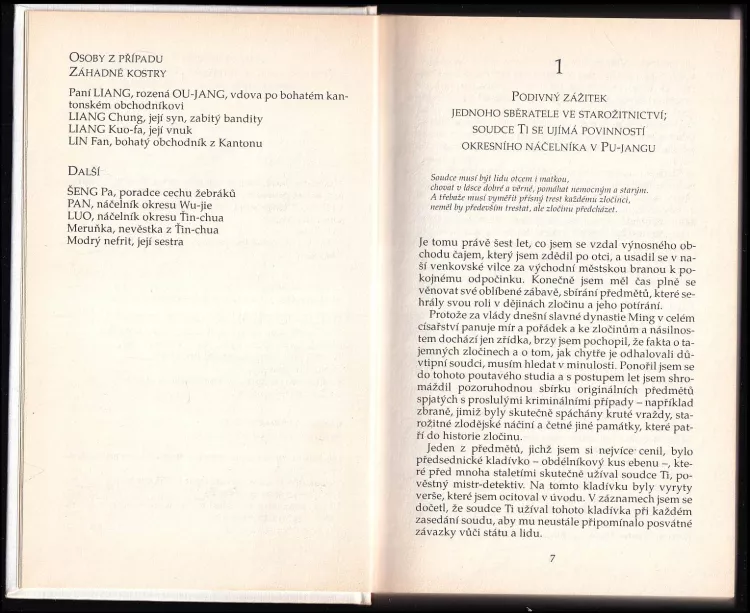 OSOBY Z PŘÍPADU
ZÁHADNÉ KOSTRY
Paní LIANG, rozená OU-JANG, vdova po bohatém kan-
tonském obchodníkovi
LIANG Chung, její syn, zabitý bandity
LIANG Kuo-fa, její vnuk
LIN Fan, bohatý obchodník z Kantonu
DALŠÍ
ŠENG Pa, poradce cechu žebráků
PAN, náčelník okresu Wu-jie
LUO, náčelník okresu Ťin-chua
Meruňka, nevěstka z Ťin-chua
Modrý nefrit, její sestra
1
PODIVNÝ ZÁŽITEK
JEDNOHO SBĚRATELE VE STAROŽITNICTVÍ;
SOUDCE TI SE UJÍMÁ POVINNOSTÍ
OKRESNÍHO NÁČELNÍKA V PU-JANGU
Soudce musí být lidu otcem i matkou,
chovat v lásce dobré a věrné, pomáhat nemocným a starým.
A třebaže musí vyměřit přísný trest každému zločinci,
neměl by především trestat, ale zločinu předcházet.
Je tomu právě šest let, co jsem se vzdal výnosného ob-
chodu čajem, který jsem zdědil po otci, a usadil se v na-
ší venkovské vilce za východní městskou branou k po-
kojnému odpočinku. Konečně jsem měl čas plně se
věnovat své oblíbené zábavě, sbírání předmětů, které se-
hrály svou roli v dějinách zločinu a jeho potírání.
Protože za vlády dnešní slavné dynastie Ming v celém
císařství panuje mír a pořádek a ke zločinům a násilnos-
tem dochází jen zřídka, brzy jsem pochopil, že fakta o ta-
jemných zločinech a o tom, jak chytře je odhalovali dů-
vtipní soudci, musím hledat v minulosti. Ponořil jsem se
do tohoto poutavého studia a s postupem let jsem shro-
máždil pozoruhodnou sbírku originálních předmětů
spjatých s proslulými kriminálními případy – například
zbraně, jimiž byly skutečně spáchány kruté vraždy, sta-
rožitné zlodějské náčiní a četné jiné památky, které pat-
ří do historie zločinu.
Jeden z předmětů, jichž jsem si nejvíce cenil, bylo
předsednické kladívko – obdélníkový kus ebenu –, kte-
ré před mnoha staletími skutečně užíval soudce Ti, po-
věstný mistr-detektiv. Na tomto kladívku byly vyryty
verše, které jsem ocitoval v úvodu. V záznamech jsem se
dočetl, že soudce Ti užíval tohoto kladívka při každém
zasedání soudu, aby mu neustále připomínalo posvátné
závazky vůči státu a lidu.
7